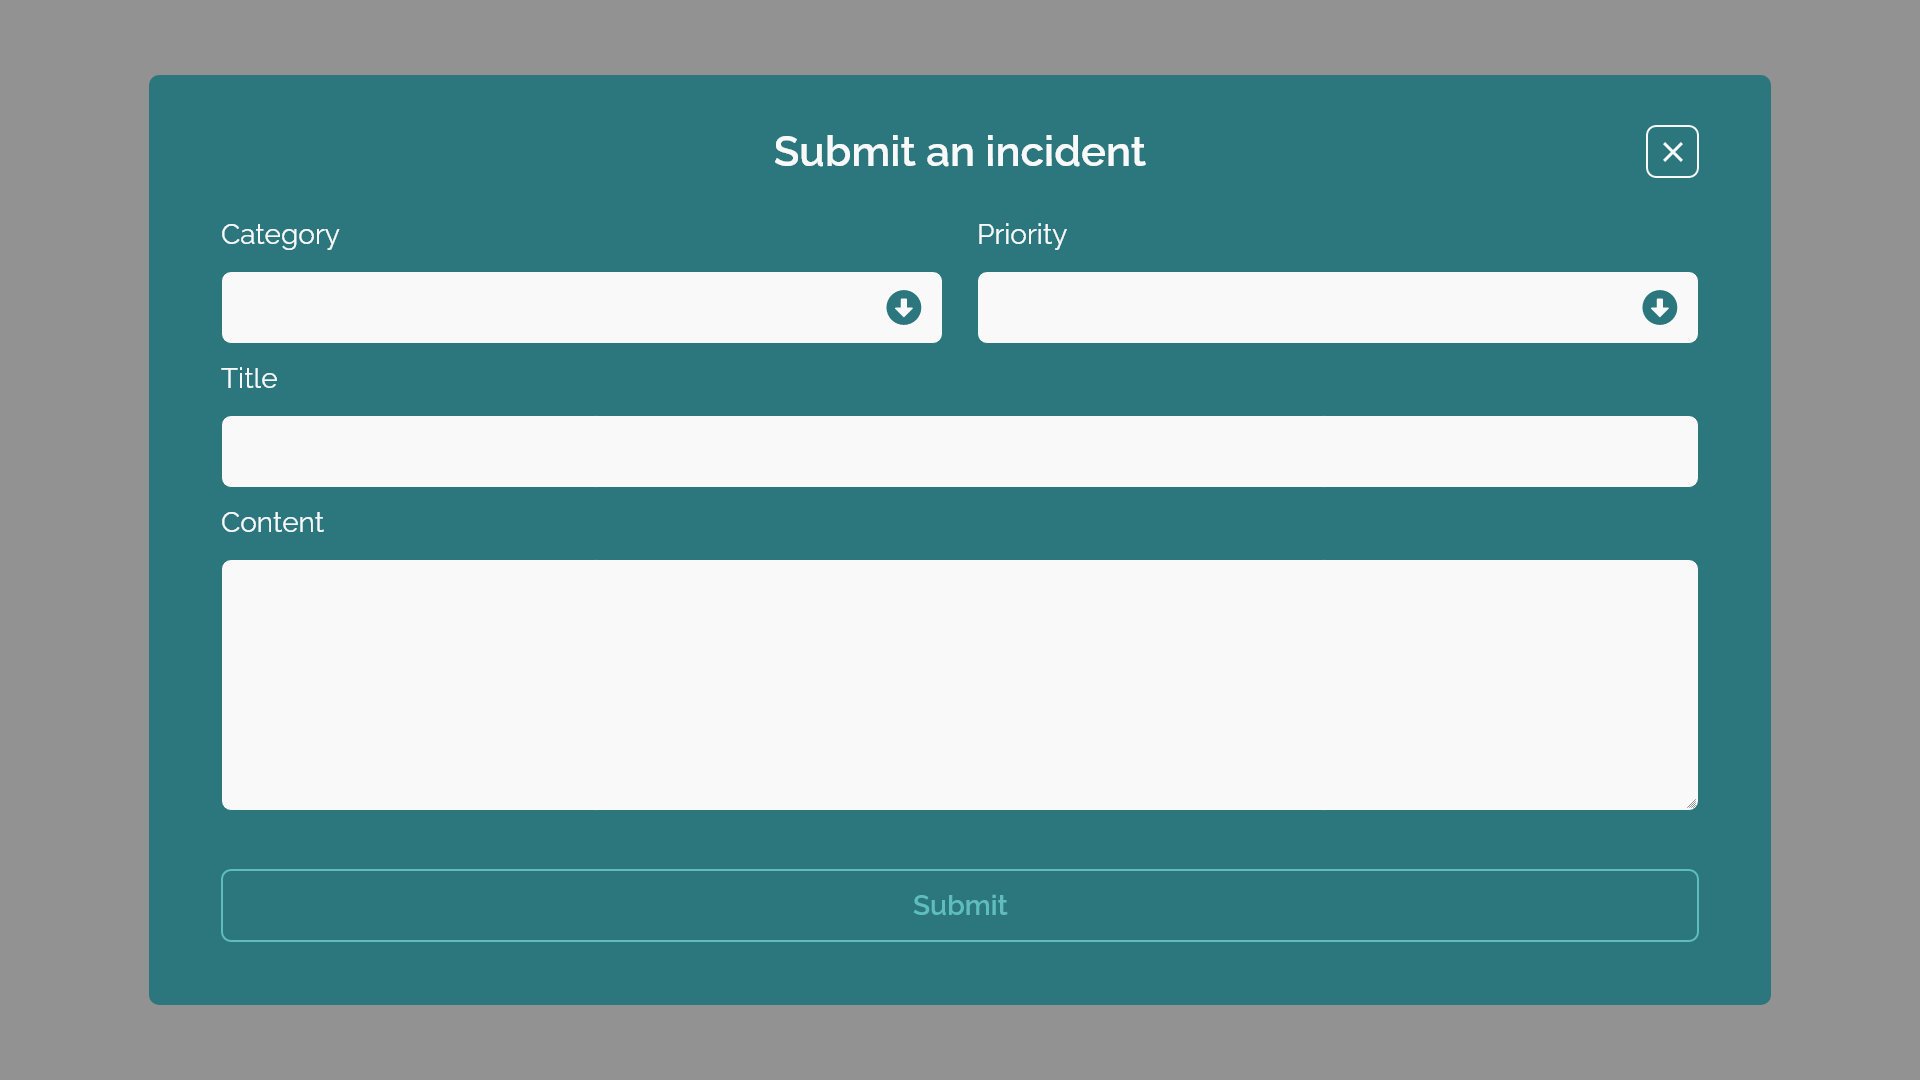 Submit an incident
Category
Priority
Title
Content
Submit